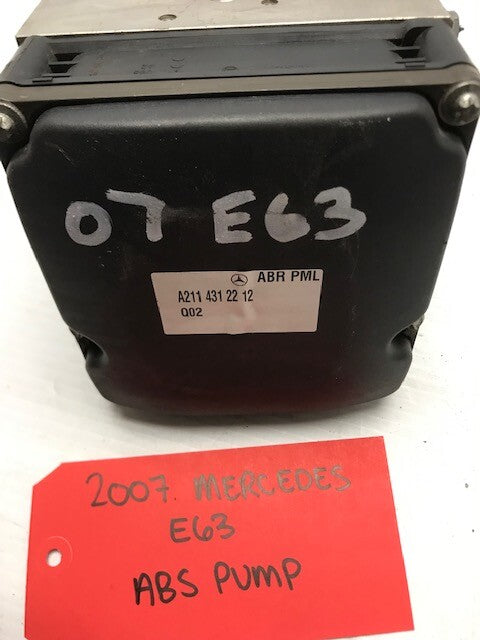 07 E63
ABR PML
A211 431 22 12
Q02
2007 MERCEDES
E63
ABS PUMP